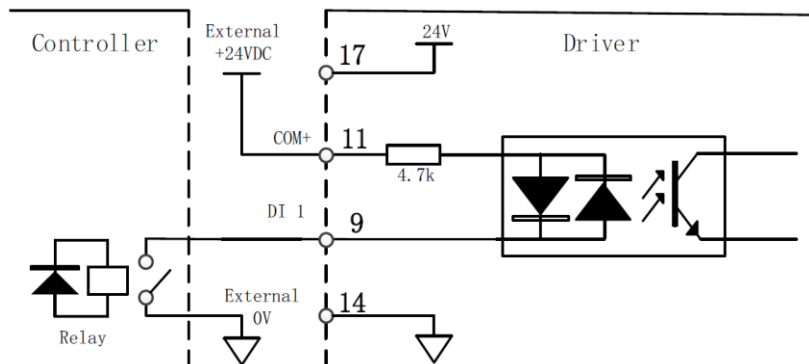 Controller
External
+24VDC
24V
Driver
17
COM+
11
4.7k
DI 1
9
External
0V
14
Relay